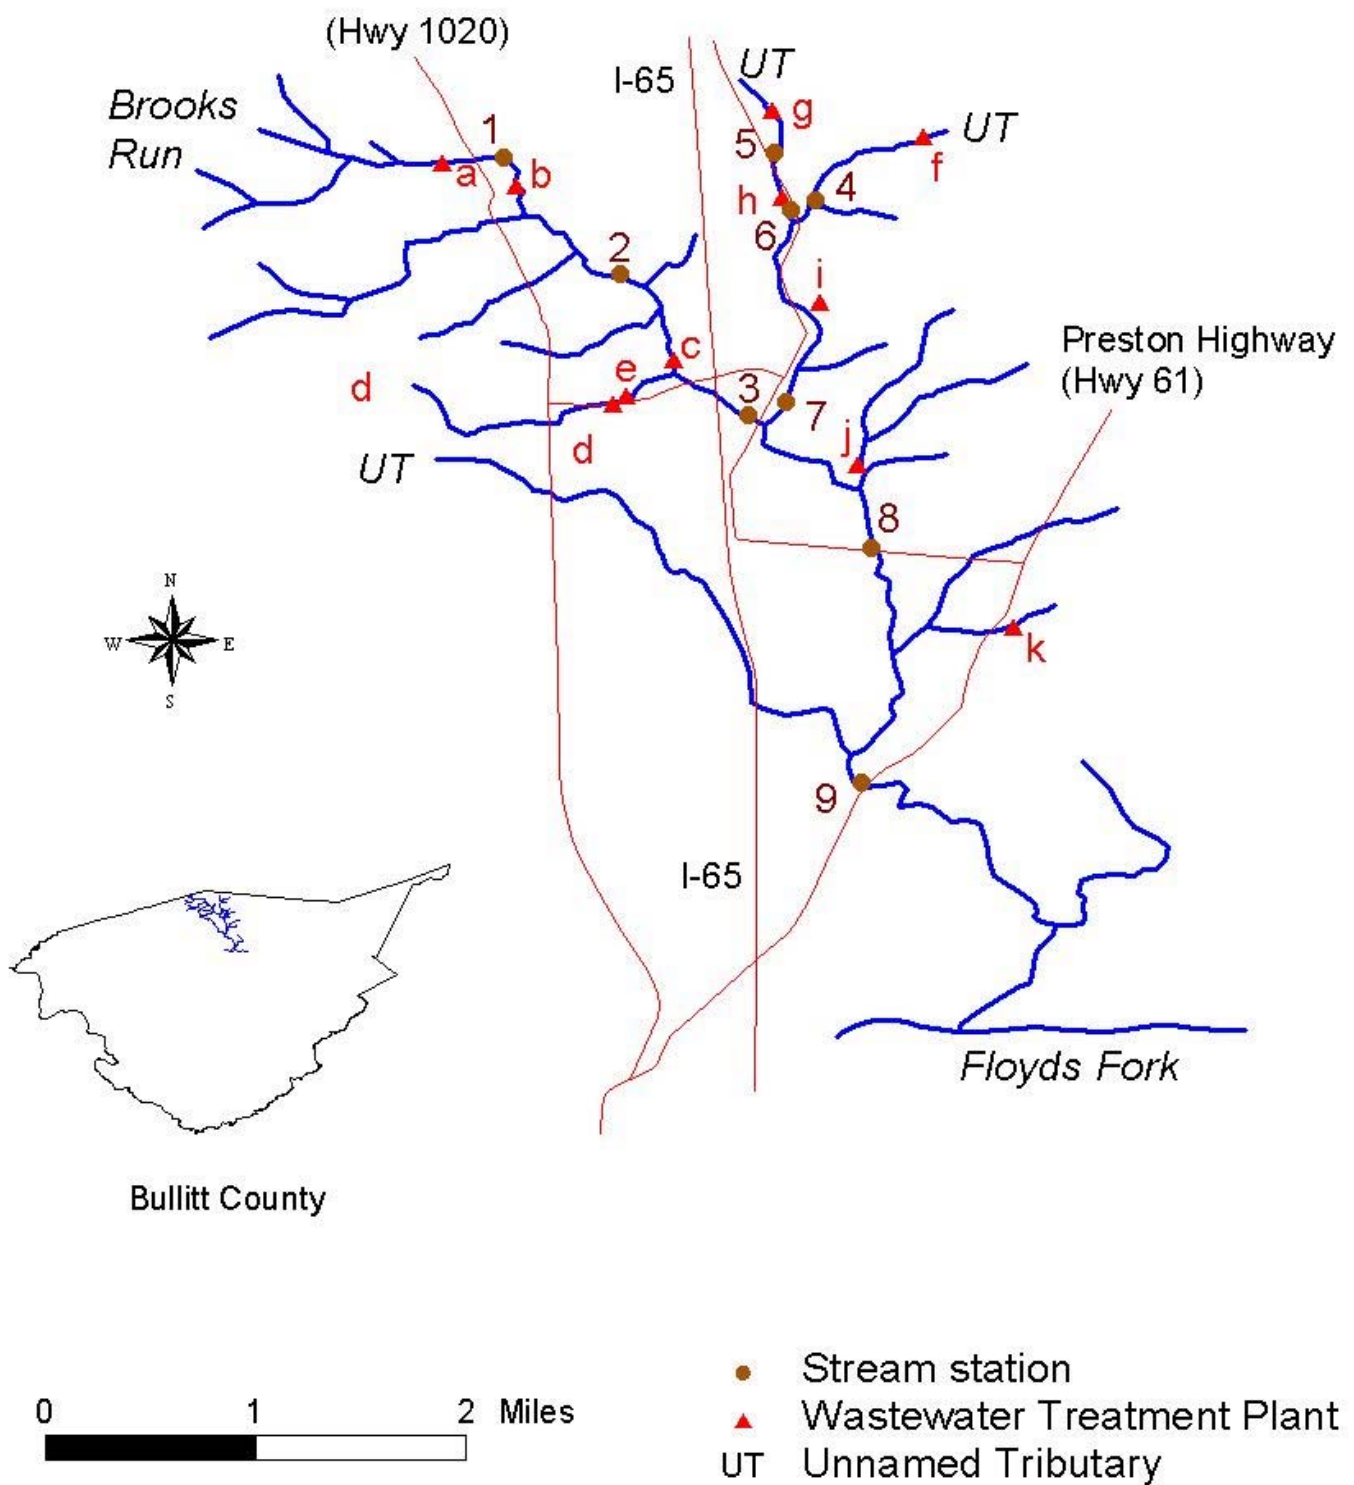 (Hwy 1020)
I-65
UT
Brooks
Run
1
a
b
5
g
UT
f
4
h
6
2
i
Preston Highway
(Hwy 61)
c
e
d
3
7
d
j
UT
8
N
W
E
S
k
9
I-65
Floyds Fork
Bullitt County
0 1 2 Miles
Stream station
Wastewater Treatment Plant
UT Unnamed Tributary